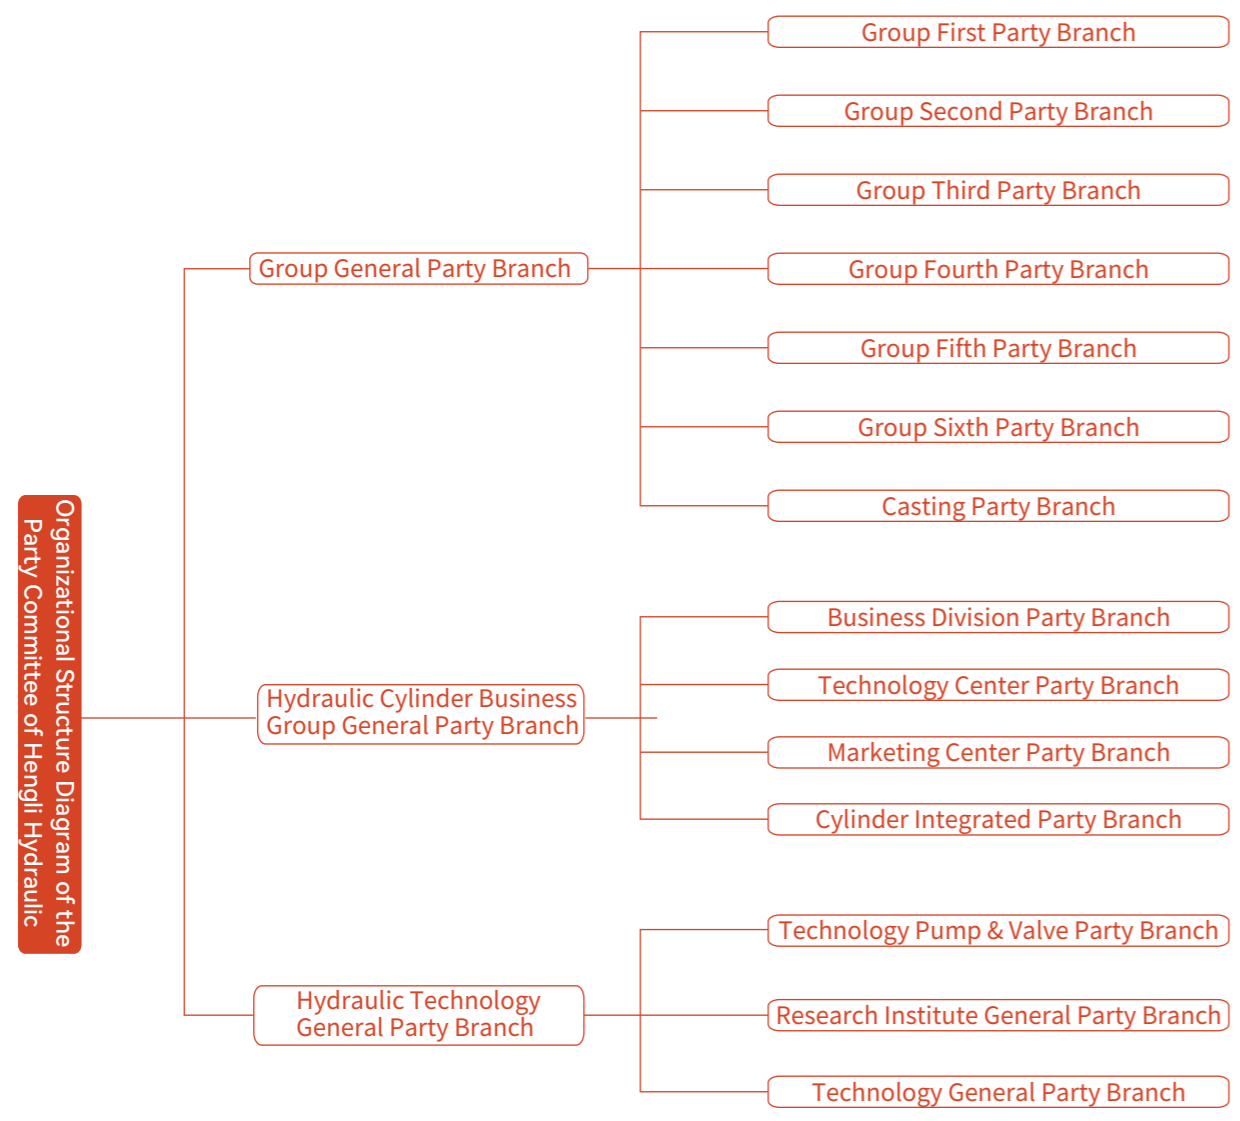 Organizational Structure Diagram of the
Party Committee of Hengli Hydraulic
Group General Party Branch
Group First Party Branch
Group Second Party Branch
Group Third Party Branch
Group Fourth Party Branch
Group Fifth Party Branch
Group Sixth Party Branch
Casting Party Branch
Hydraulic Cylinder Business
Group General Party Branch
Business Division Party Branch
Technology Center Party Branch
Marketing Center Party Branch
Cylinder Integrated Party Branch
Hydraulic Technology
General Party Branch
Technology Pump & Valve Party Branch
Research Institute General Party Branch
Technology General Party Branch